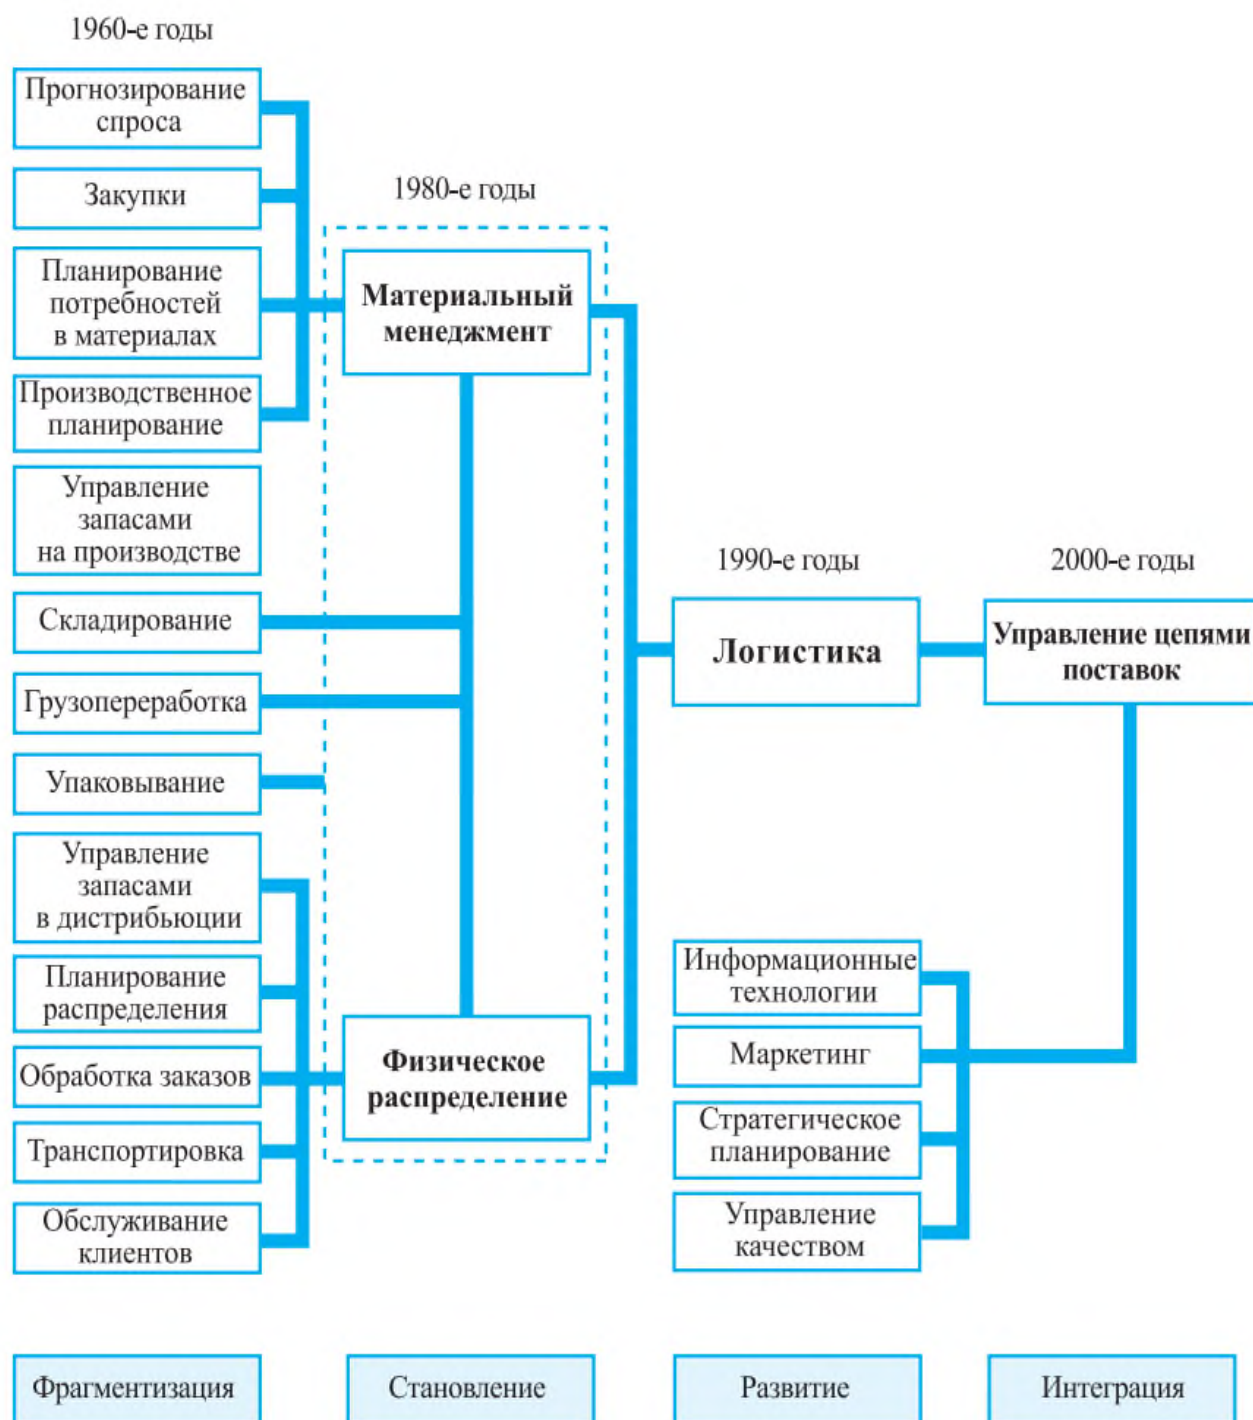 1960-е годы
Прогнозирование
спроса
Закупки
Планирование
потребностей
в материалах
Производственное
планирование
Управление
запасами
на производстве
Складирование
Грузопереработка
Упаковывание
Управление
запасами
в дистрибьюции
Планирование
распределения
Обработка заказов
Транспортировка
Обслуживание
клиентов
1980-е годы
Материальный
менеджмент
Физическое
распределение
1990-е годы
Логистика
2000-е годы
Управление цепями
поставок
Информационные
технологии
Маркетинг
Стратегическое
планирование
Управление
качеством
Фрагментизация
Становление
Развитие
Интеграция